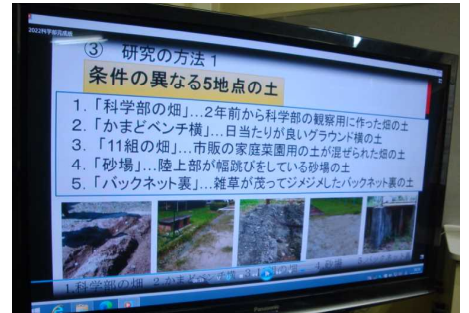 2022科学部完成版
③ 研究の方法1
条件の異なる5地点の土
1. 「科学部の畑」…2年前から科学部の観察用に作った畑の土
2. 「かまどベンチ横」…日当たりが良いグラウンド横の土
3. 「11組の畑」…市販の家庭菜園用の土が混ぜられた畑の土
4. 「砂場」…陸上部が幅跳びをしている砂場の土
5. 「バックネット裏」…雑草が茂ってジメジメしたバックネット裏の土
1.科学部の畑 2.かまど
Panasonic